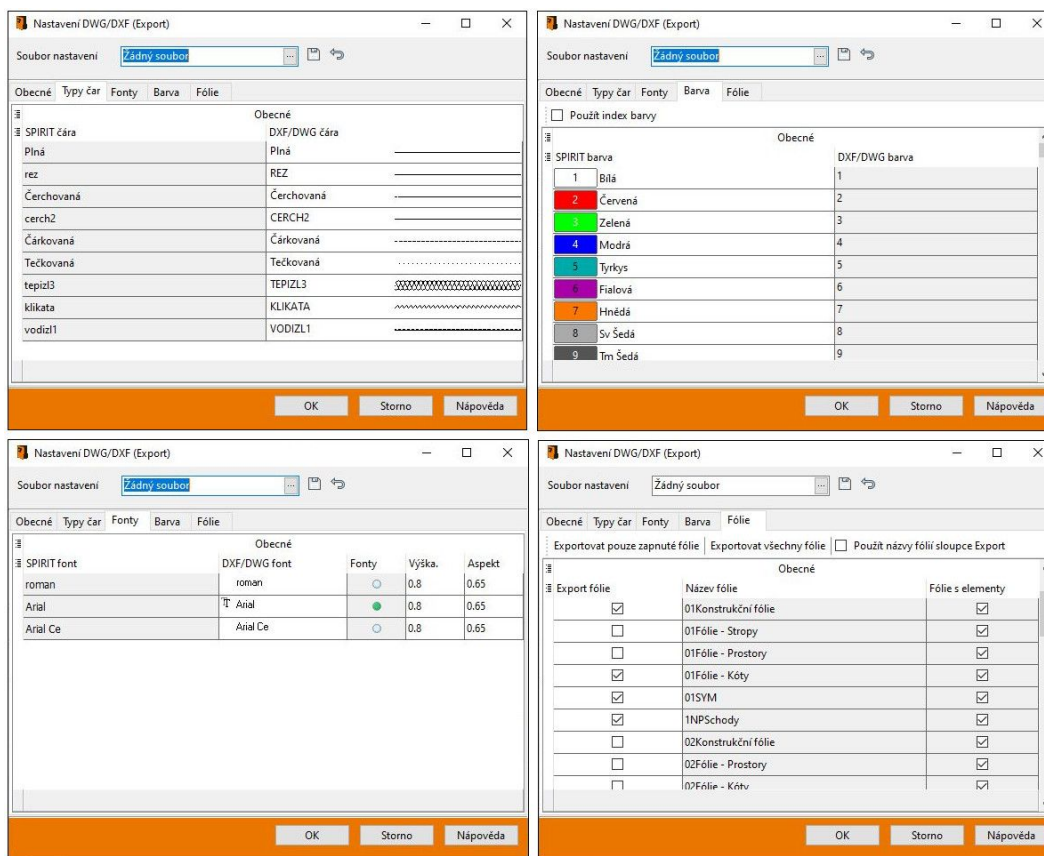 Nastavení DWG/DXF (Export)
Soubor nastavení Žádný soubor ...
Obecné Typy čar Fonty Barva Fólie
Obecné
SPIRIT čára DXF/DWG čára
Plná Plná
rez REZ
Čerchovaná Čerchovaná
cerch2 CERCH2
Čárkovaná Čárkovaná
Tečkovaná Tečkovaná
tepizl3 TEPIZL3
klikata KLIKATA
vodizl1 VODIZL1
OK Storno Nápověda
Nastavení DWG/DXF (Export)
Soubor nastavení Žádný soubor ...
Obecné Typy čar Fonty Barva Fólie
Použít index barvy
Obecné
SPIRIT barva DXF/DWG barva
1 Bílá 1
2 Červená 2
3 Zelená 3
4 Modrá 4
5 Tyrkys 5
6 Fialová 6
7 Hnědá 7
8 Sv Šedá 8
9 Tm Šedá 9
OK Storno Nápověda
Nastavení DWG/DXF (Export)
Soubor nastavení Žádný soubor ...
Obecné Typy čar Fonty Barva Fólie
Obecné
SPIRIT font DXF/DWG font Fonty Výška. Aspekt
roman roman 0.8 0.65
Arial Arial 0.8 0.65
Arial Ce Arial Ce 0.8 0.65
OK Storno Nápověda
Nastavení DWG/DXF (Export)
Soubor nastavení Žádný soubor ...
Obecné Typy čar Fonty Barva Fólie
Exportovat pouze zapnuté fólie Exportovat všechny fólie Použít názvy fólií sloupce Export
Obecné
Export fólie Název fólie Fólie s elementy
01Konstrukční fólie
01Fólie - Stropy
01Fólie - Prostory
01Fólie - Kóty
01SYM
1NPSchody
02Konstrukční fólie
02Fólie - Prostory
02Fólie - Kóty
OK Storno Nápověda